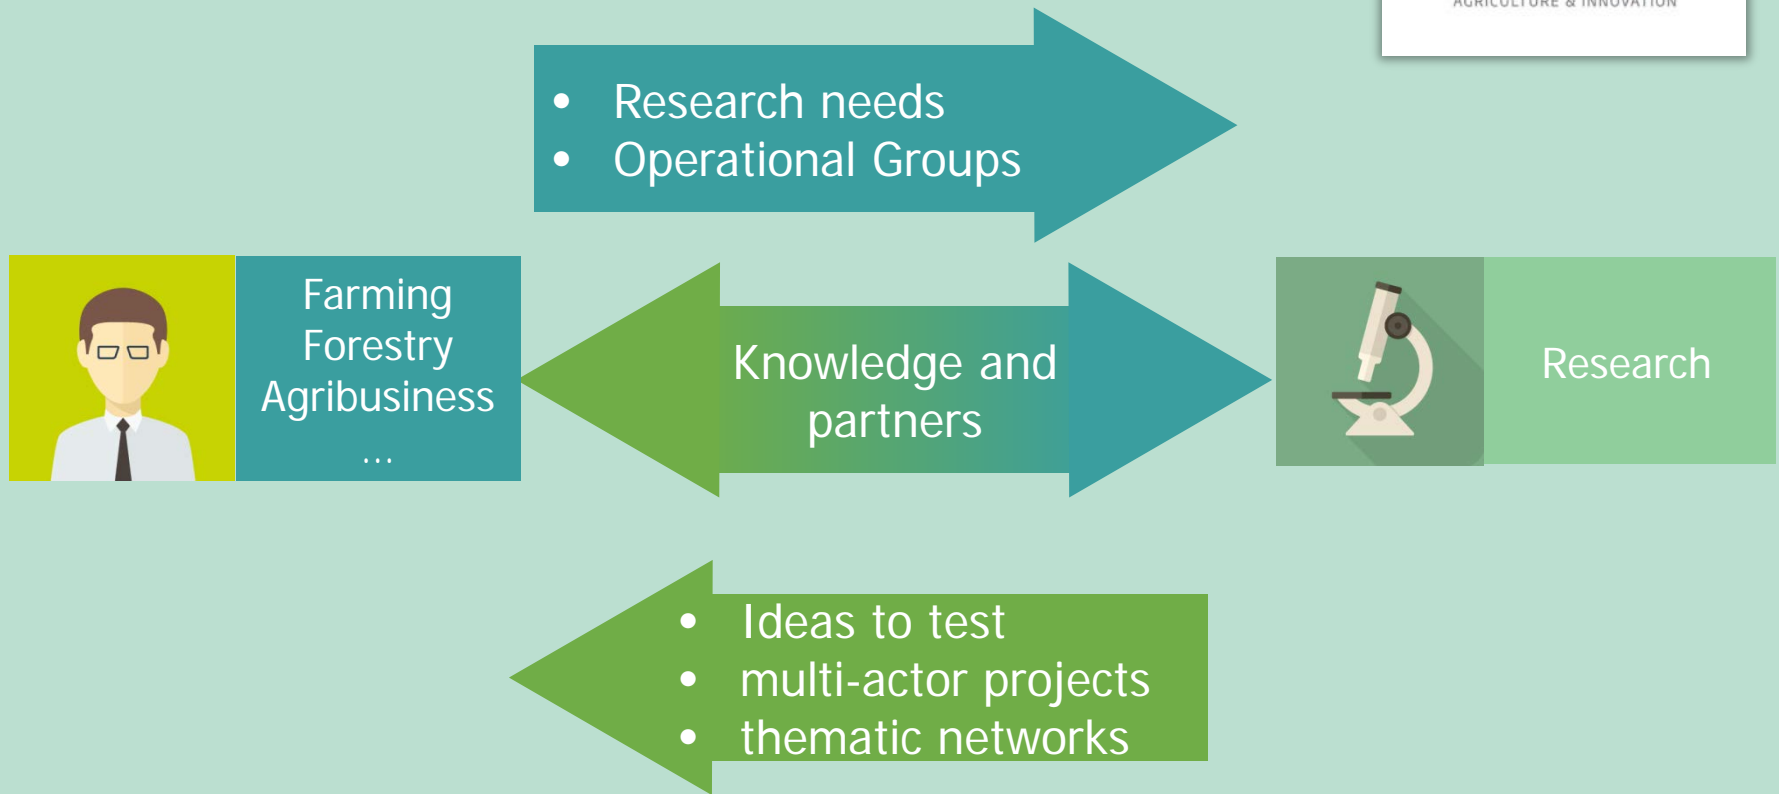 AGRICULTURE & INNOVATION
• Research needs
• Operational Groups
Farming
Forestry
Agribusiness
...
Knowledge and
partners
Research
• Ideas to test
• multi-actor projects
• thematic networks